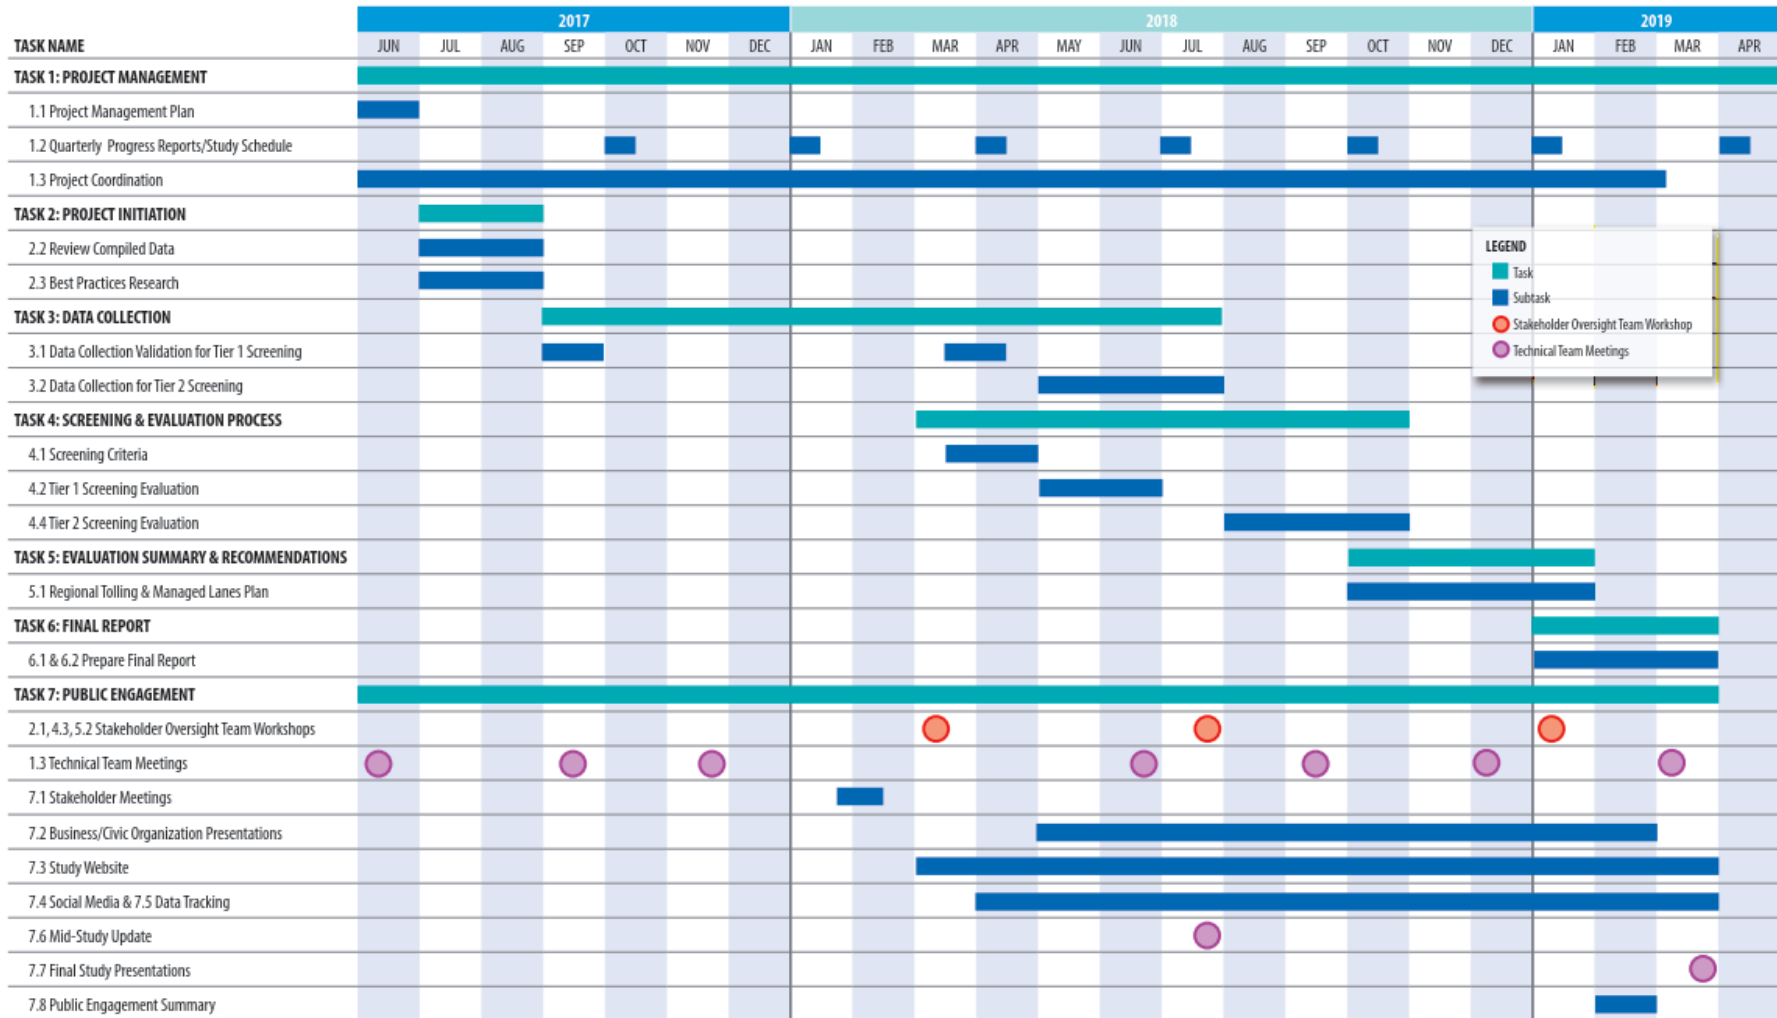 2017 2018 2019
TASK NAME JUN JUL AUG SEP OCT NOV DEC JAN FEB MAR APR MAY JUN JUL AUG SEP OCT NOV DEC JAN FEB MAR APR
TASK 1: PROJECT MANAGEMENT
1.1 Project Management Plan
1.2 Quarterly Progress Reports/Study Schedule
1.3 Project Coordination
TASK 2: PROJECT INITIATION
2.2 Review Compiled Data
2.3 Best Practices Research
TASK 3: DATA COLLECTION
3.1 Data Collection Validation for Tier 1 Screening
3.2 Data Collection for Tier 2 Screening
TASK 4: SCREENING & EVALUATION PROCESS
4.1 Screening Criteria
4.2 Tier 1 Screening Evaluation
4.4 Tier 2 Screening Evaluation
TASK 5: EVALUATION SUMMARY & RECOMMENDATIONS
5.1 Regional Tolling & Managed Lanes Plan
TASK 6: FINAL REPORT
6.1 & 6.2 Prepare Final Report
TASK 7: PUBLIC ENGAGEMENT
2.1, 4.3, 5.2 Stakeholder Oversight Team Workshops
1.3 Technical Team Meetings
7.1 Stakeholder Meetings
7.2 Business/Civic Organization Presentations
7.3 Study Website
7.4 Social Media & 7.5 Data Tracking
7.6 Mid-Study Update
7.7 Final Study Presentations
7.8 Public Engagement Summary
LEGEND
Task
Subtask
Stakeholder Oversight Team Workshop
Technical Team Meetings